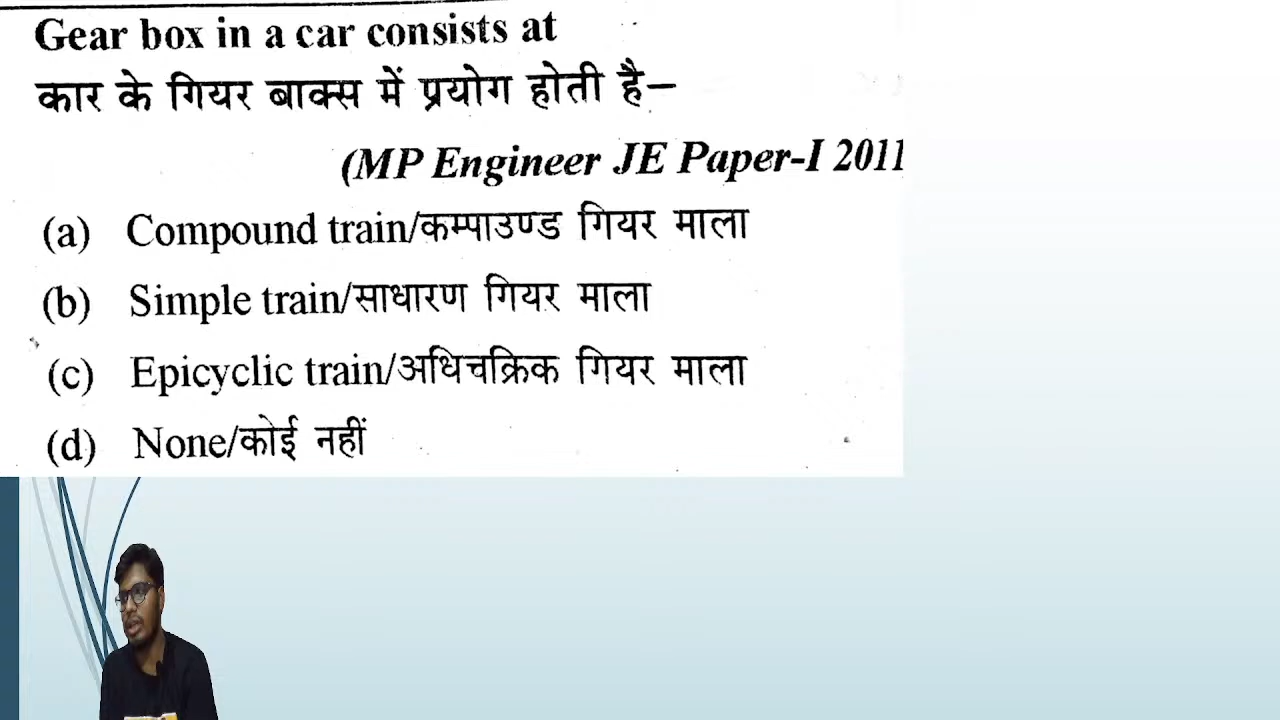 Gear box in a car consists at
कार के गियर बाक्स में प्रयोग होती है–
(MP Engineer JE Paper-I 2011
(a) Compound train/कम्पाउण्ड गियर माला
(b) Simple train/साधारण गियर माला
(c) Epicyclic train/अधिचक्रिक गियर माला
(d) None/कोई नहीं